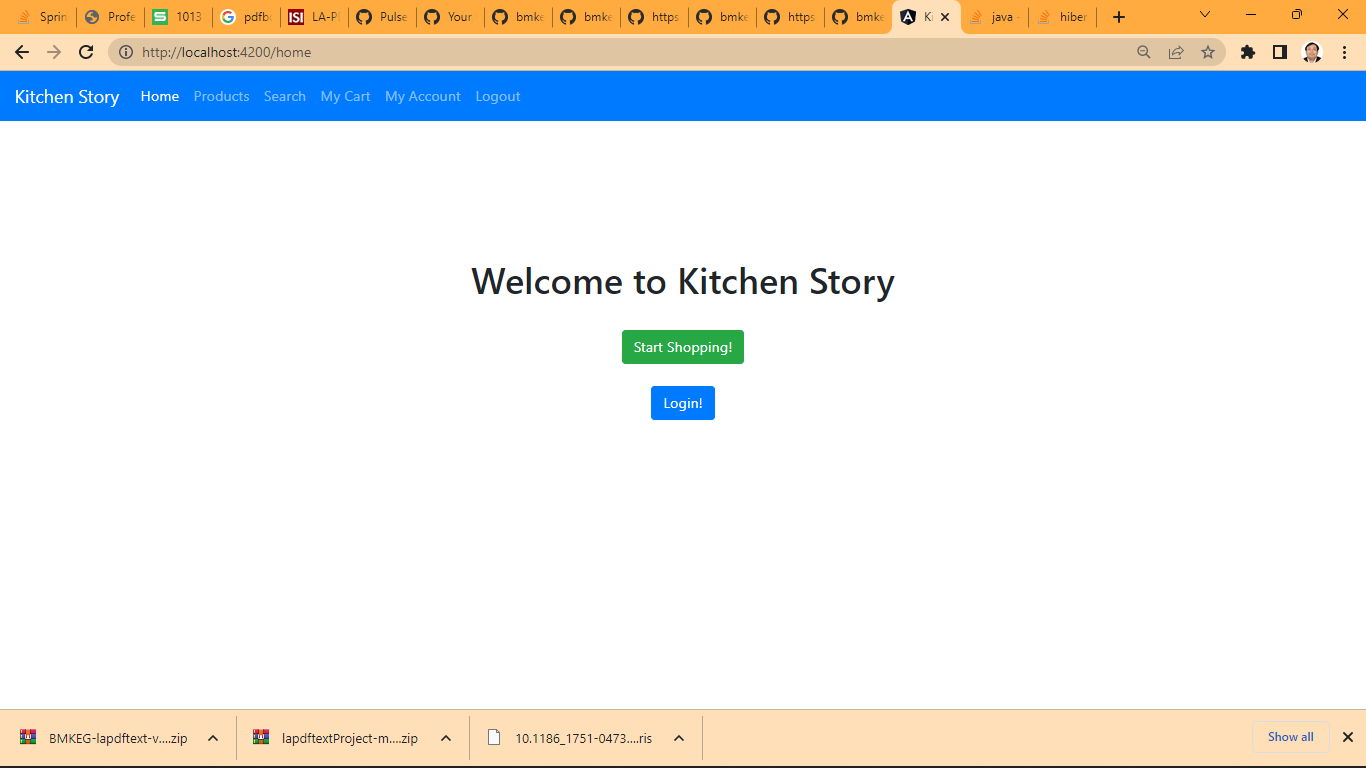 Sprin
Profe
1013
pdfbo
LA-PI
Pulse
Your
bmke
bmke
https
bmke
https
bmke
Ki
java -
hiber
http://localhost:4200/home
Kitchen Story
Home
Products
Search
My Cart
My Account
Logout
Welcome to Kitchen Story
Start Shopping!
Login!
BMKEG-lapdftext-v....zip
lapdftextProject-m....zip
10.1186_1751-0473....ris
Show all